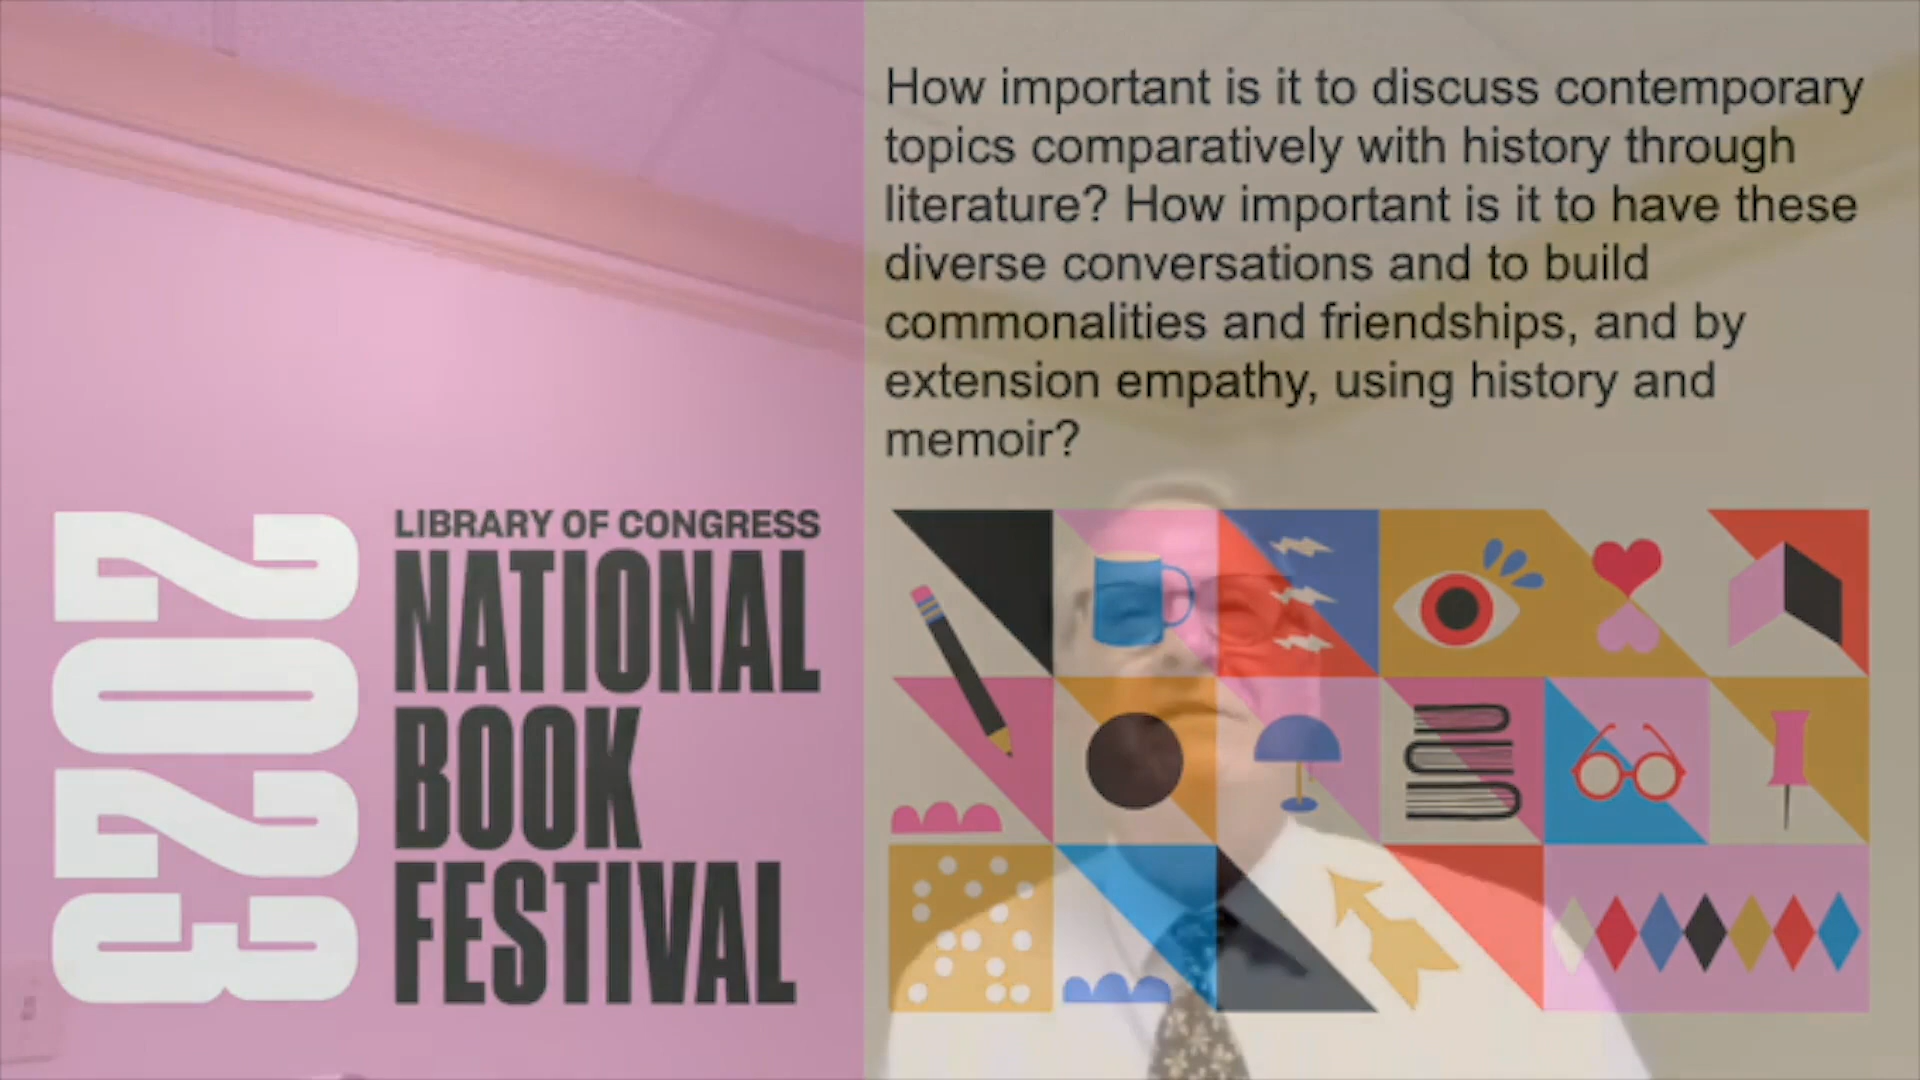 How important is it to discuss contemporary
topics comparatively with history through
literature? How important is it to have these
diverse conversations and to build
commonalities and friendships, and by
extension empathy, using history and
memoir?
2023
LIBRARY OF CONGRESS
NATIONAL
BOOK
FESTIVAL